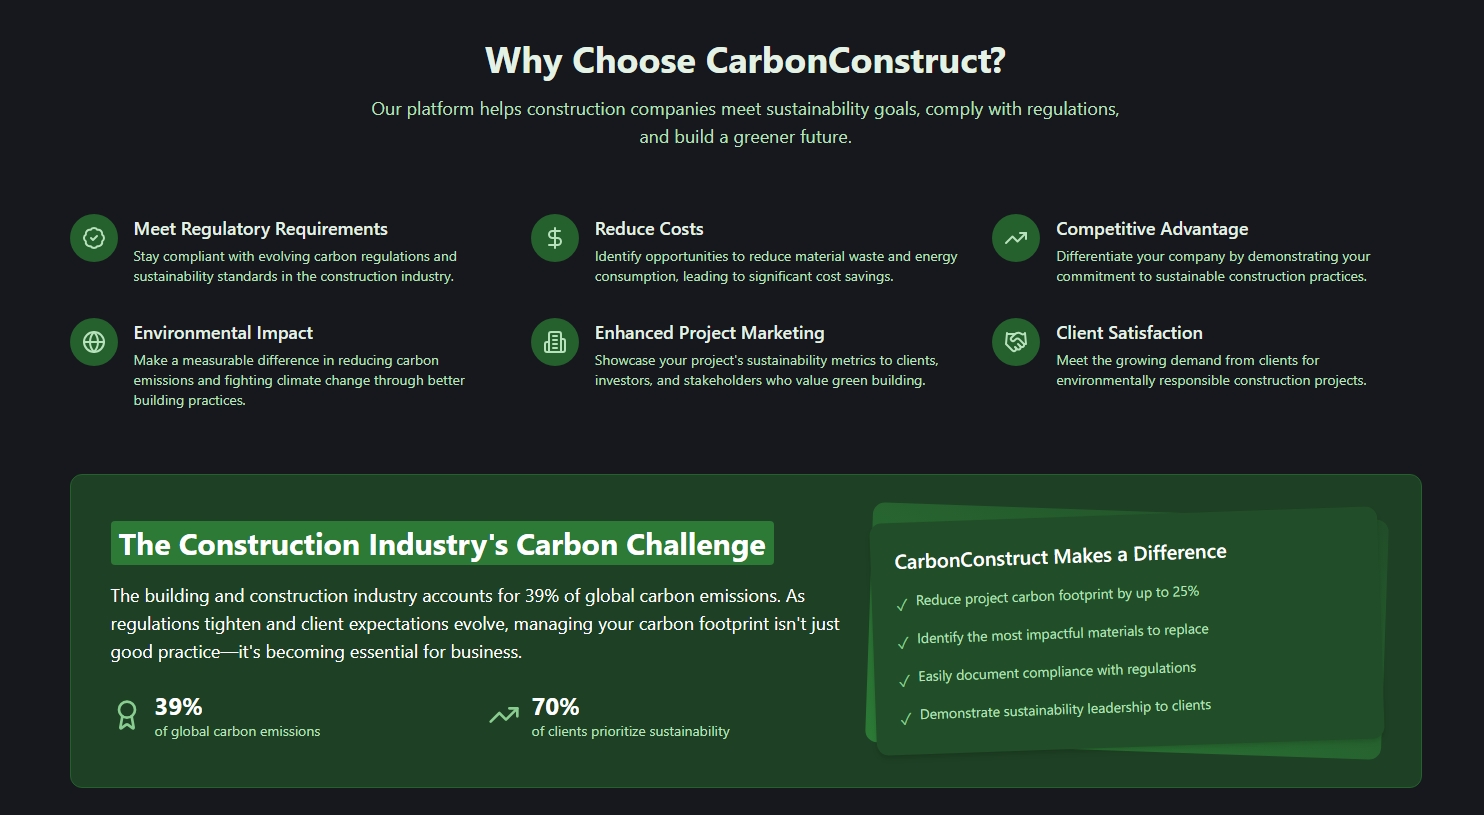 Why Choose CarbonConstruct?
Our platform helps construction companies meet sustainability goals, comply with regulations,
and build a greener future.
Meet Regulatory Requirements
Stay compliant with evolving carbon regulations and
sustainability standards in the construction industry.
Reduce Costs
Identify opportunities to reduce material waste and energy
consumption, leading to significant cost savings.
Competitive Advantage
Differentiate your company by demonstrating your
commitment to sustainable construction practices.
Environmental Impact
Make a measurable difference in reducing carbon
emissions and fighting climate change through better
building practices.
Enhanced Project Marketing
Showcase your project's sustainability metrics to clients,
investors, and stakeholders who value green building.
Client Satisfaction
Meet the growing demand from clients for
environmentally responsible construction projects.
The Construction Industry's Carbon Challenge
The building and construction industry accounts for 39% of global carbon emissions. As
regulations tighten and client expectations evolve, managing your carbon footprint isn't just
good practice—it's becoming essential for business.
39%
of global carbon emissions
70%
of clients prioritize sustainability
CarbonConstruct Makes a Difference
✓ Reduce project carbon footprint by up to 25%
✓ Identify the most impactful materials to replace
✓ Easily document compliance with regulations
✓ Demonstrate sustainability leadership to clients